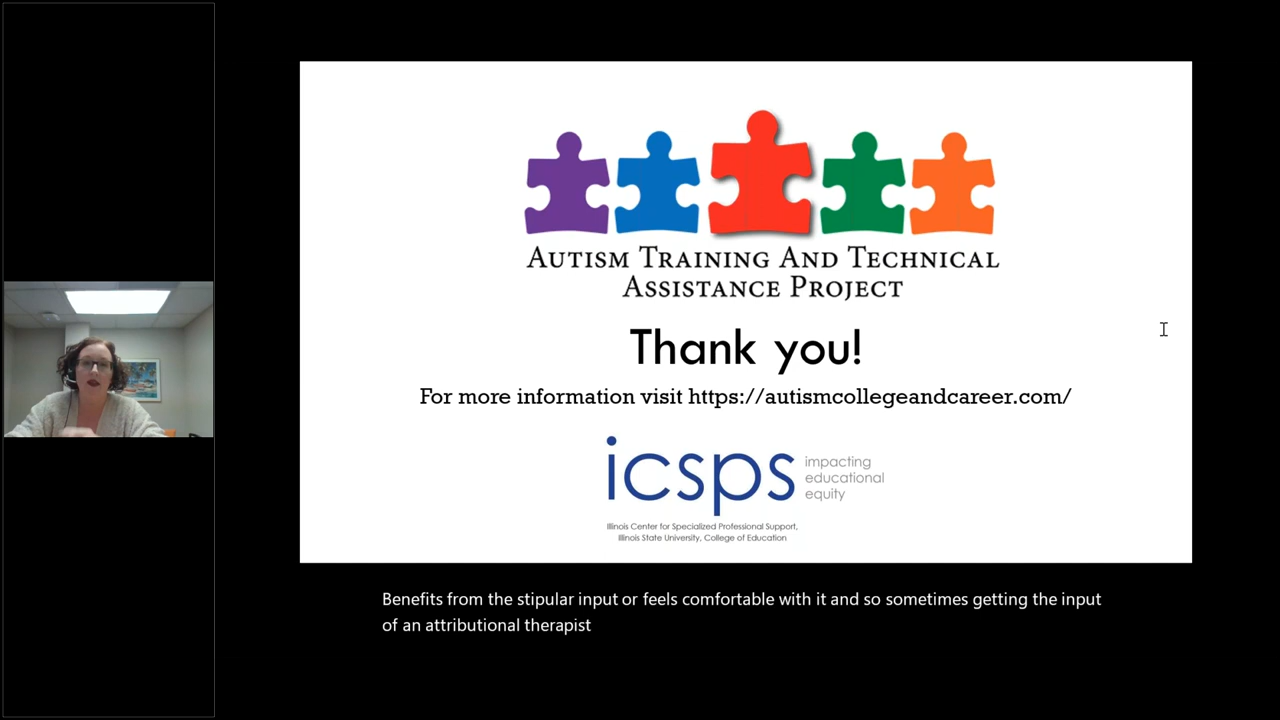 AUTISM TRAINING AND TECHNICAL
ASSISTANCE PROJECT
Thank you!
For more information visit https://autismcollegeandcareer.com/
icsps
impacting
educational
equity
Illinois Center for Specialized Professional Support,
Illinois State University, College of Education
Benefits from the stipular input or feels comfortable with it and so sometimes getting the input
of an attributional therapist